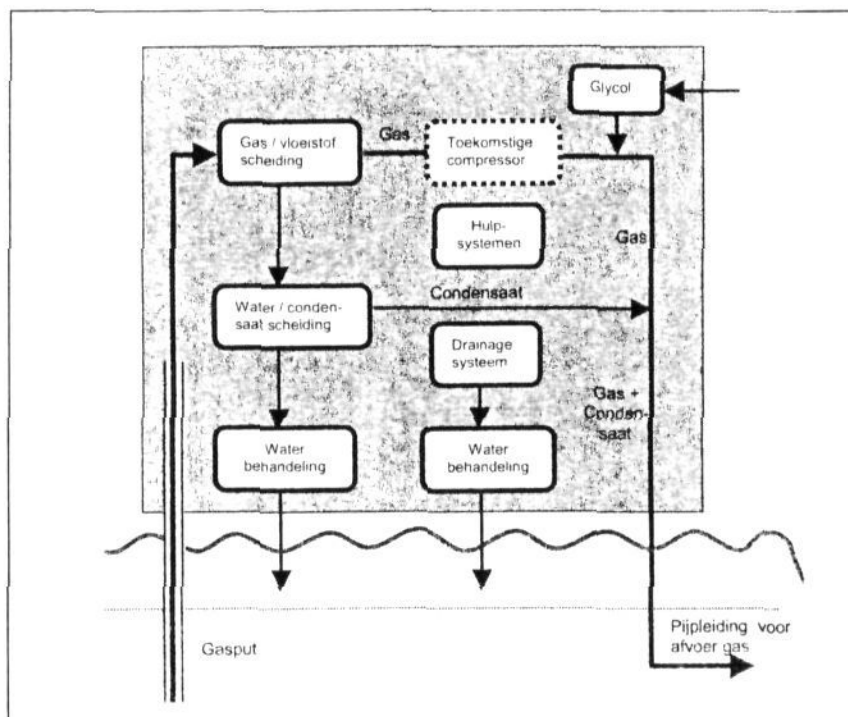 Glycol
Gas / vloeistof
scheiding
Gas
Toekomstige
compressor
Hulp-
systemen
Gas
Water / conden-
saat scheiding
Condensaat
Drainage
systeem
Gas +
Conden-
saat
Water
behandeling
Water
behandeling
Gasput
Pijpleiding voor
afvoer gas